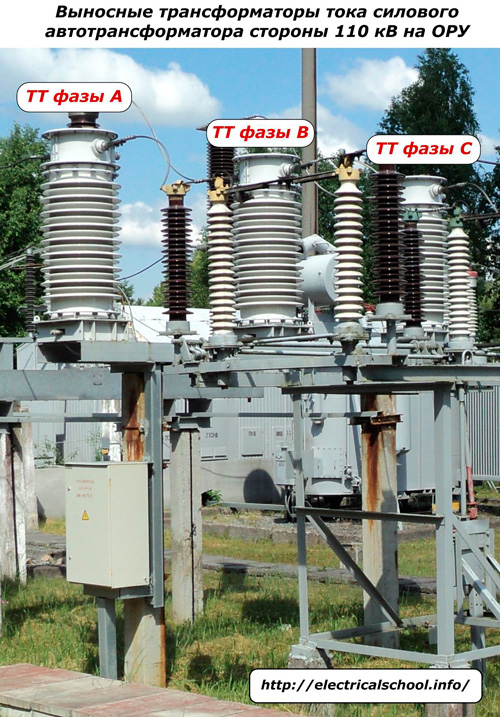 Выносные трансформаторы тока силового
автотрансформатора стороны 110 кВ на ОРУ
ТТ фазы А
ТТ фазы В
ТТ фазы С
http://electricalschool.info/